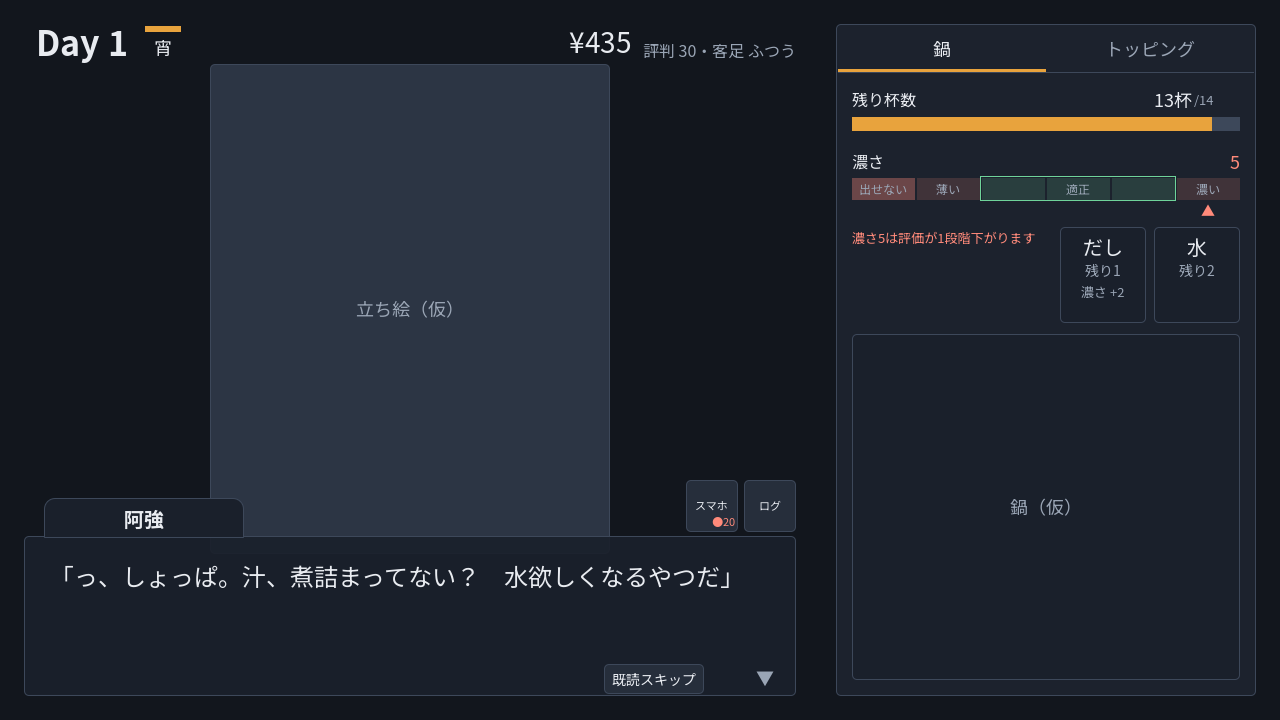 Day 1
宵
¥435
評判 30・客足 ふつう
立ち絵（仮）
スマホ
20
ログ
阿強
「っ、しょっぱ。汁、煮詰まってない？　水欲しくなるやつだ」
既読スキップ
▼
鍋
トッピング
残り杯数
13杯/14
濃さ
5
出せない
薄い
適正
濃い
濃さ5は評価が1段階下がります
だし
残り1
濃さ +2
水
残り2
鍋（仮）